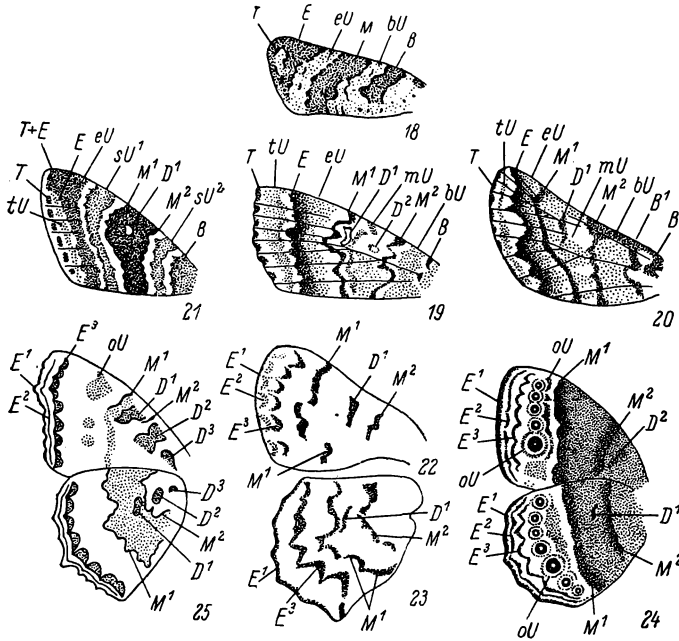 T E eU M bU B
18
T+E E eU sU¹ M¹ D¹ M² sU² B
T
tU
21
T tU E eU M¹ D¹ mU D² M² bU B
19
tU E eU M¹ D¹ mU M² bU B¹ B
T
20
E¹ E³ oU M¹ D¹ M² D² D³
E²
D³
D²
M²
D¹
M¹
25
E¹ M¹ D¹ M²
E²
E³
M¹
22
D¹
M²
E¹
E³ M¹
23
oU M¹
E¹
E² M² D²
E³
oU
E¹
E² D¹
E³ M²
oU M¹
24